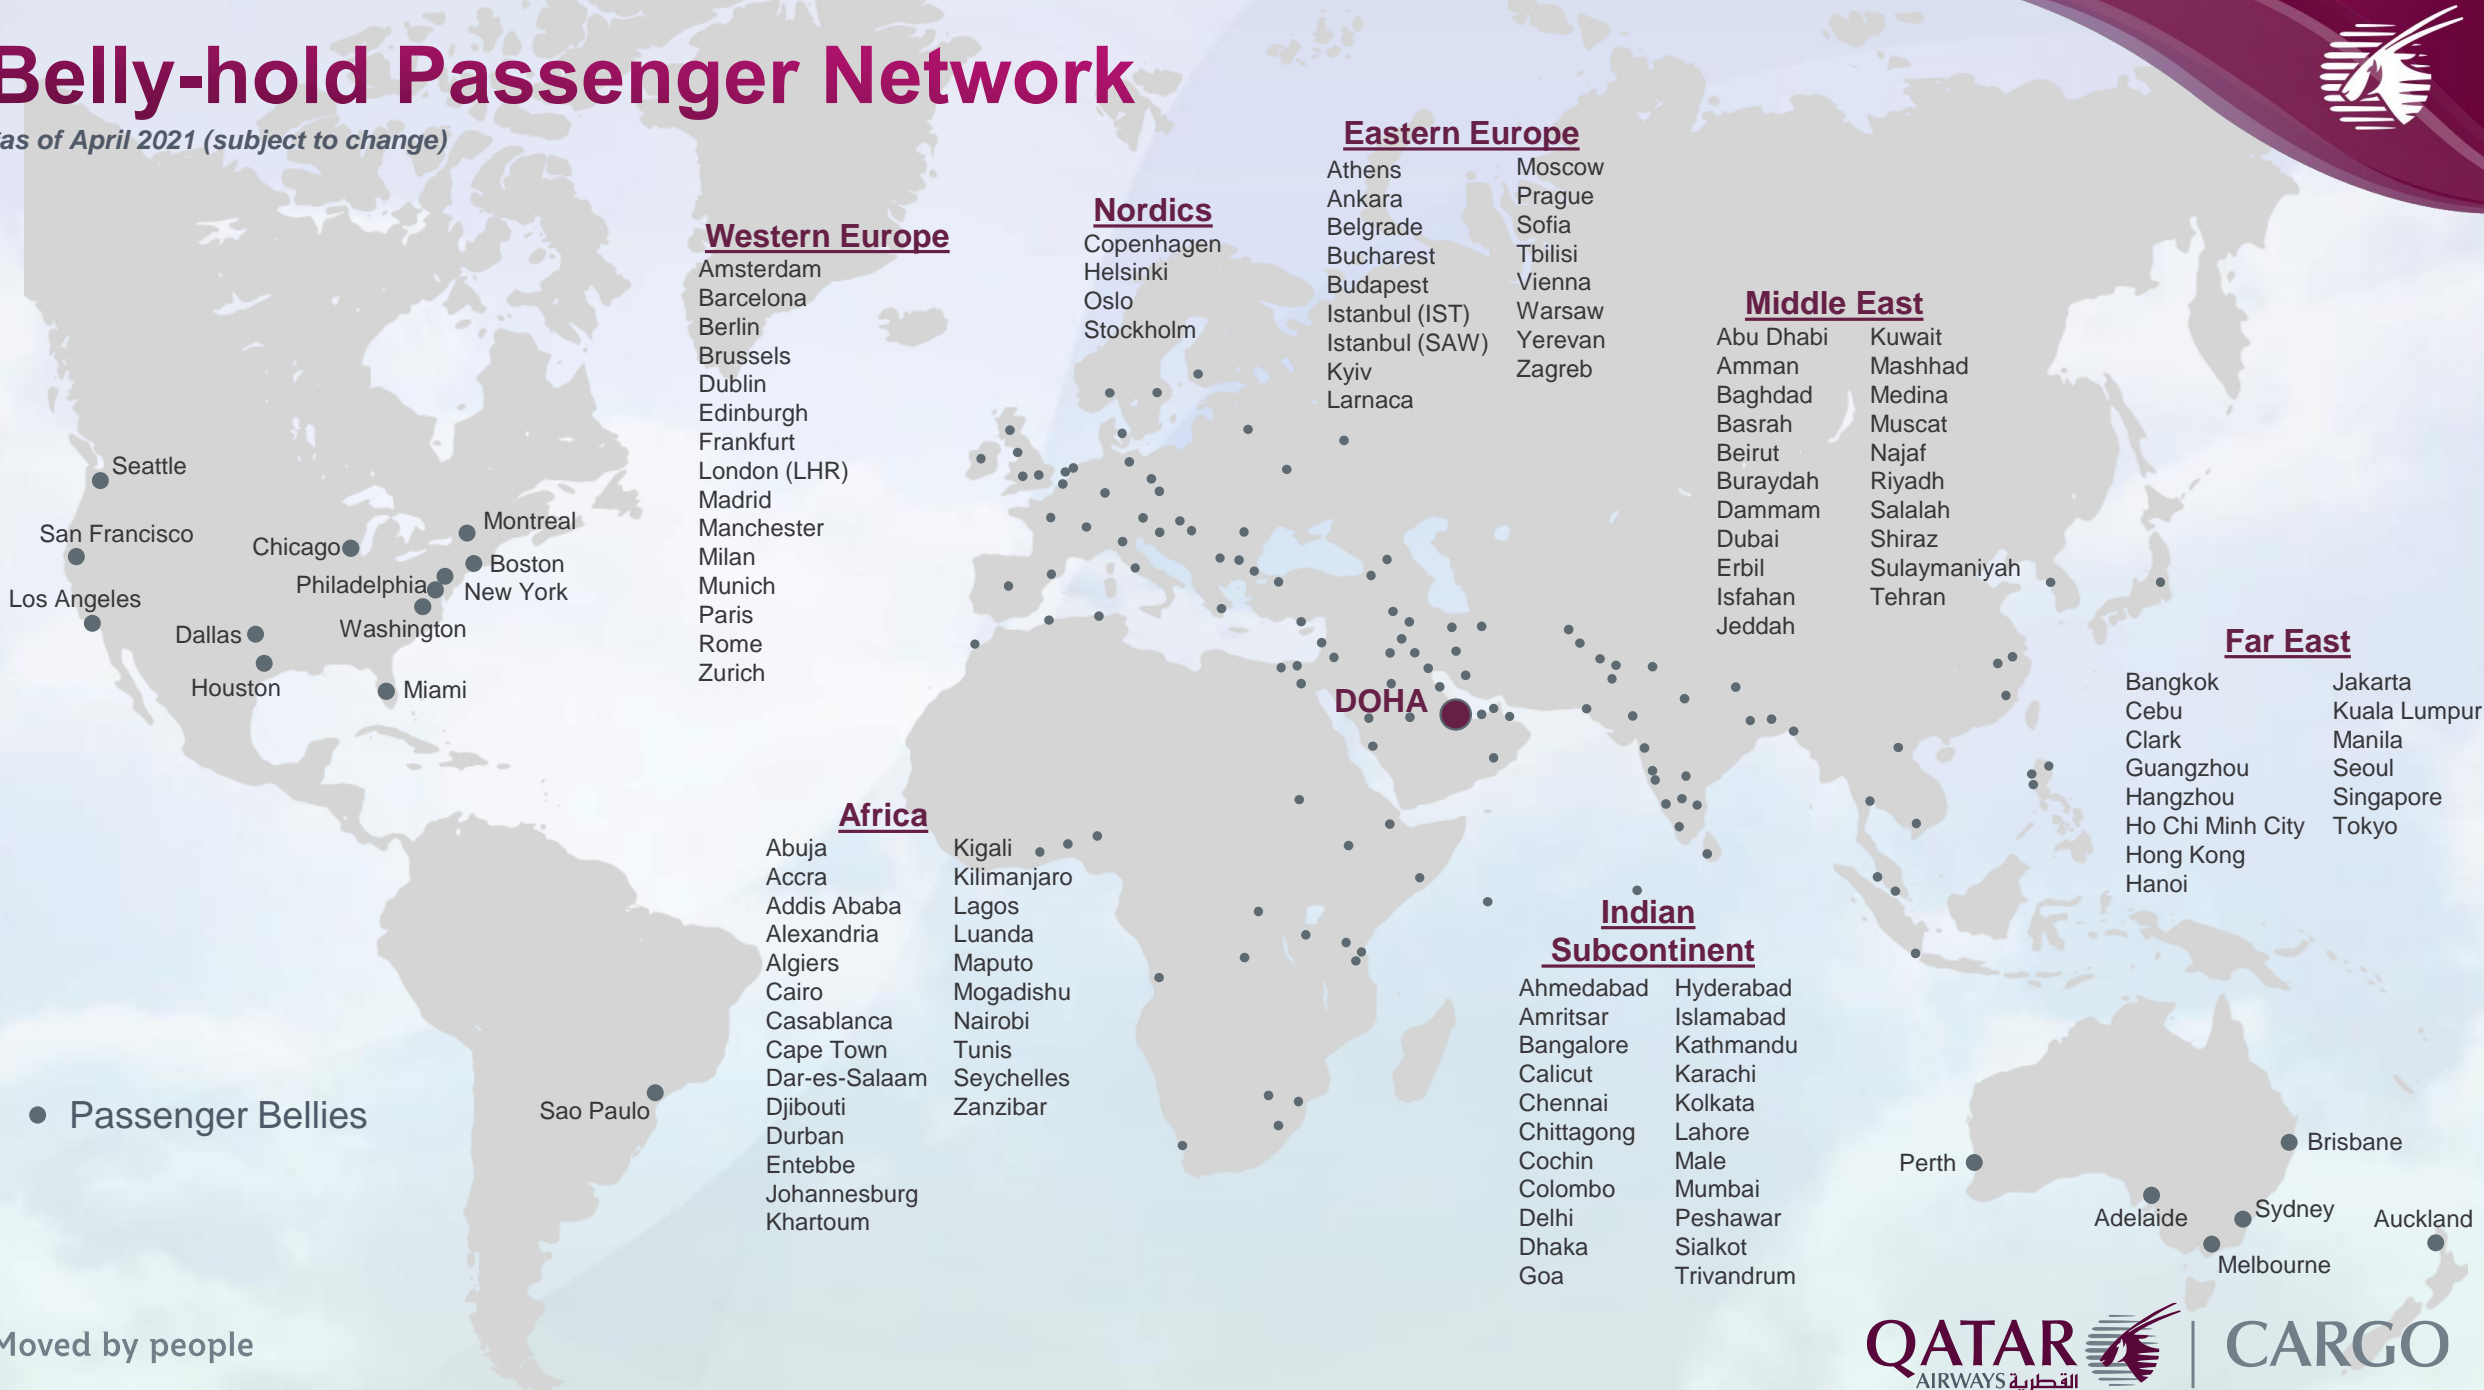 Belly-hold Passenger Network
as of April 2021 (subject to change)
Western Europe
Amsterdam
Barcelona
Berlin
Brussels
Dublin
Edinburgh
Frankfurt
London (LHR)
Madrid
Manchester
Milan
Munich
Paris
Rome
Zurich
Nordics
Copenhagen
Helsinki
Oslo
Stockholm
Eastern Europe
Athens
Ankara
Belgrade
Bucharest
Budapest
Istanbul (IST)
Istanbul (SAW)
Kyiv
Larnaca
Moscow
Prague
Sofia
Tbilisi
Vienna
Warsaw
Yerevan
Zagreb
Middle East
Abu Dhabi
Amman
Baghdad
Basrah
Beirut
Buraydah
Dammam
Dubai
Erbil
Isfahan
Jeddah
Kuwait
Mashhad
Medina
Muscat
Najaf
Riyadh
Salalah
Shiraz
Sulaymaniyah
Tehran
Far East
Bangkok
Cebu
Clark
Guangzhou
Hangzhou
Ho Chi Minh City
Hong Kong
Hanoi
Jakarta
Kuala Lumpur
Manila
Seoul
Singapore
Tokyo
Seattle
San Francisco
Los Angeles
Chicago
Montreal
Boston
Philadelphia
New York
Washington
Dallas
Houston
Miami
DOHA
Africa
Abuja
Accra
Addis Ababa
Alexandria
Algiers
Cairo
Casablanca
Cape Town
Dar-es-Salaam
Djibouti
Durban
Entebbe
Johannesburg
Khartoum
Kigali
Kilimanjaro
Lagos
Luanda
Maputo
Mogadishu
Nairobi
Tunis
Seychelles
Zanzibar
Indian
Subcontinent
Ahmedabad
Amritsar
Bangalore
Calicut
Chennai
Chittagong
Cochin
Colombo
Delhi
Dhaka
Goa
Hyderabad
Islamabad
Kathmandu
Karachi
Kolkata
Lahore
Male
Mumbai
Peshawar
Sialkot
Trivandrum
Sao Paulo
Passenger Bellies
Perth
Brisbane
Adelaide
Sydney
Melbourne
Auckland
Moved by people
QATAR
AIRWAYS القطرية
CARGO